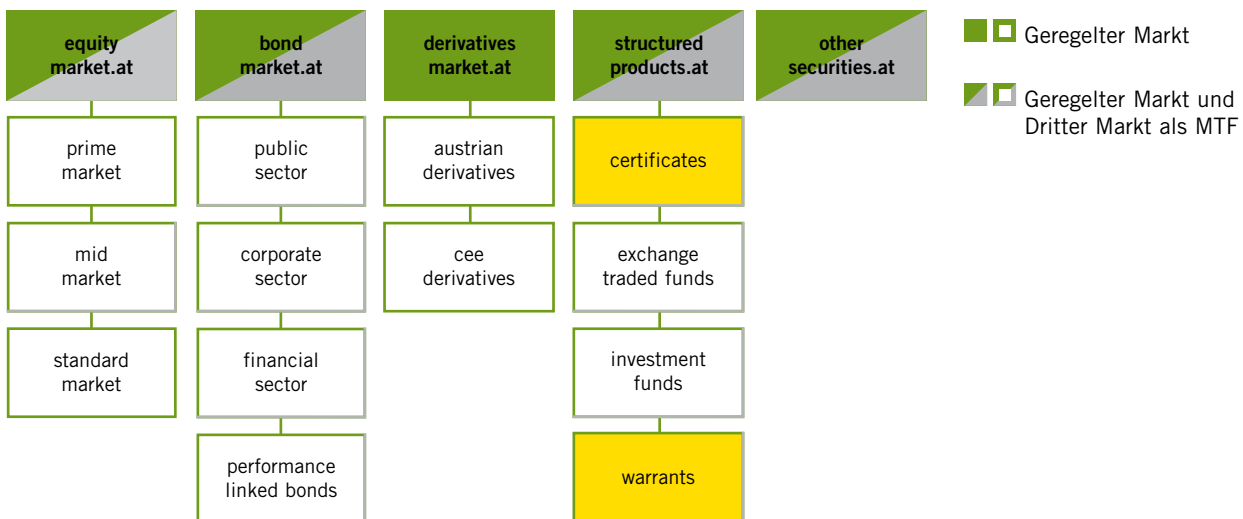 equity
market.at
bond
market.at
derivatives
market.at
structured
products.at
other
securities.at
Geregelter Markt
Geregelter Markt und
Dritter Markt als MTF
prime
market
public
sector
austrian
derivatives
certificates
mid
market
corporate
sector
cee
derivatives
exchange
traded funds
standard
market
financial
sector
investment
funds
performance
linked bonds
warrants